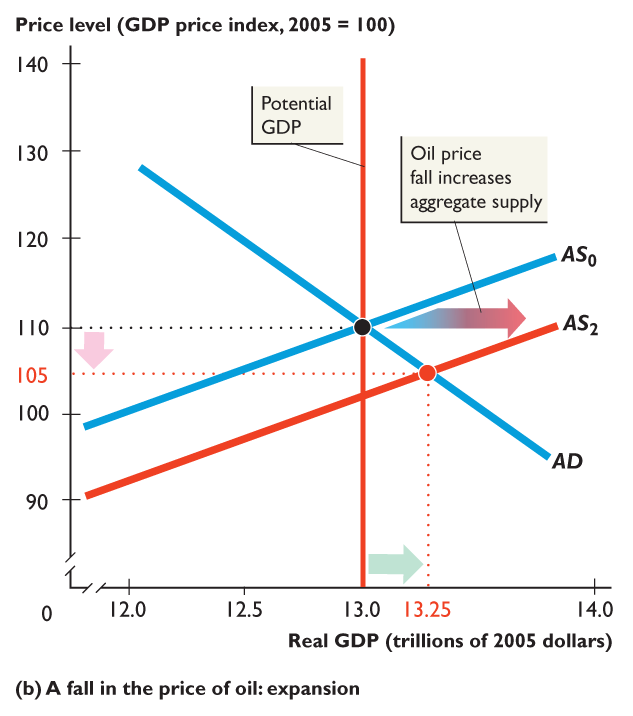 Price level (GDP price index, 2005 = 100)
140
Potential
GDP
130
Oil price
fall increases
aggregate supply
120
AS0
110
AS2
105
100
AD
90
0
12.0
12.5
13.0
13.25
14.0
Real GDP (trillions of 2005 dollars)
(b) A fall in the price of oil: expansion